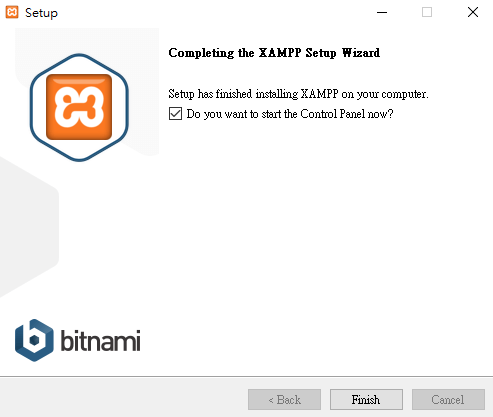 Setup
Completing the XAMPP Setup Wizard
Setup has finished installing XAMPP on your computer.
Do you want to start the Control Panel now?
bitnami
< Back
Finish
Cancel